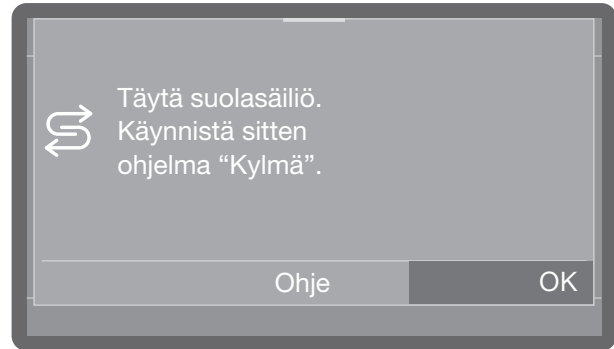 Täytä suolasäiliö.
Käynnistä sitten
ohjelma “Kylmä”.
Ohje
OK